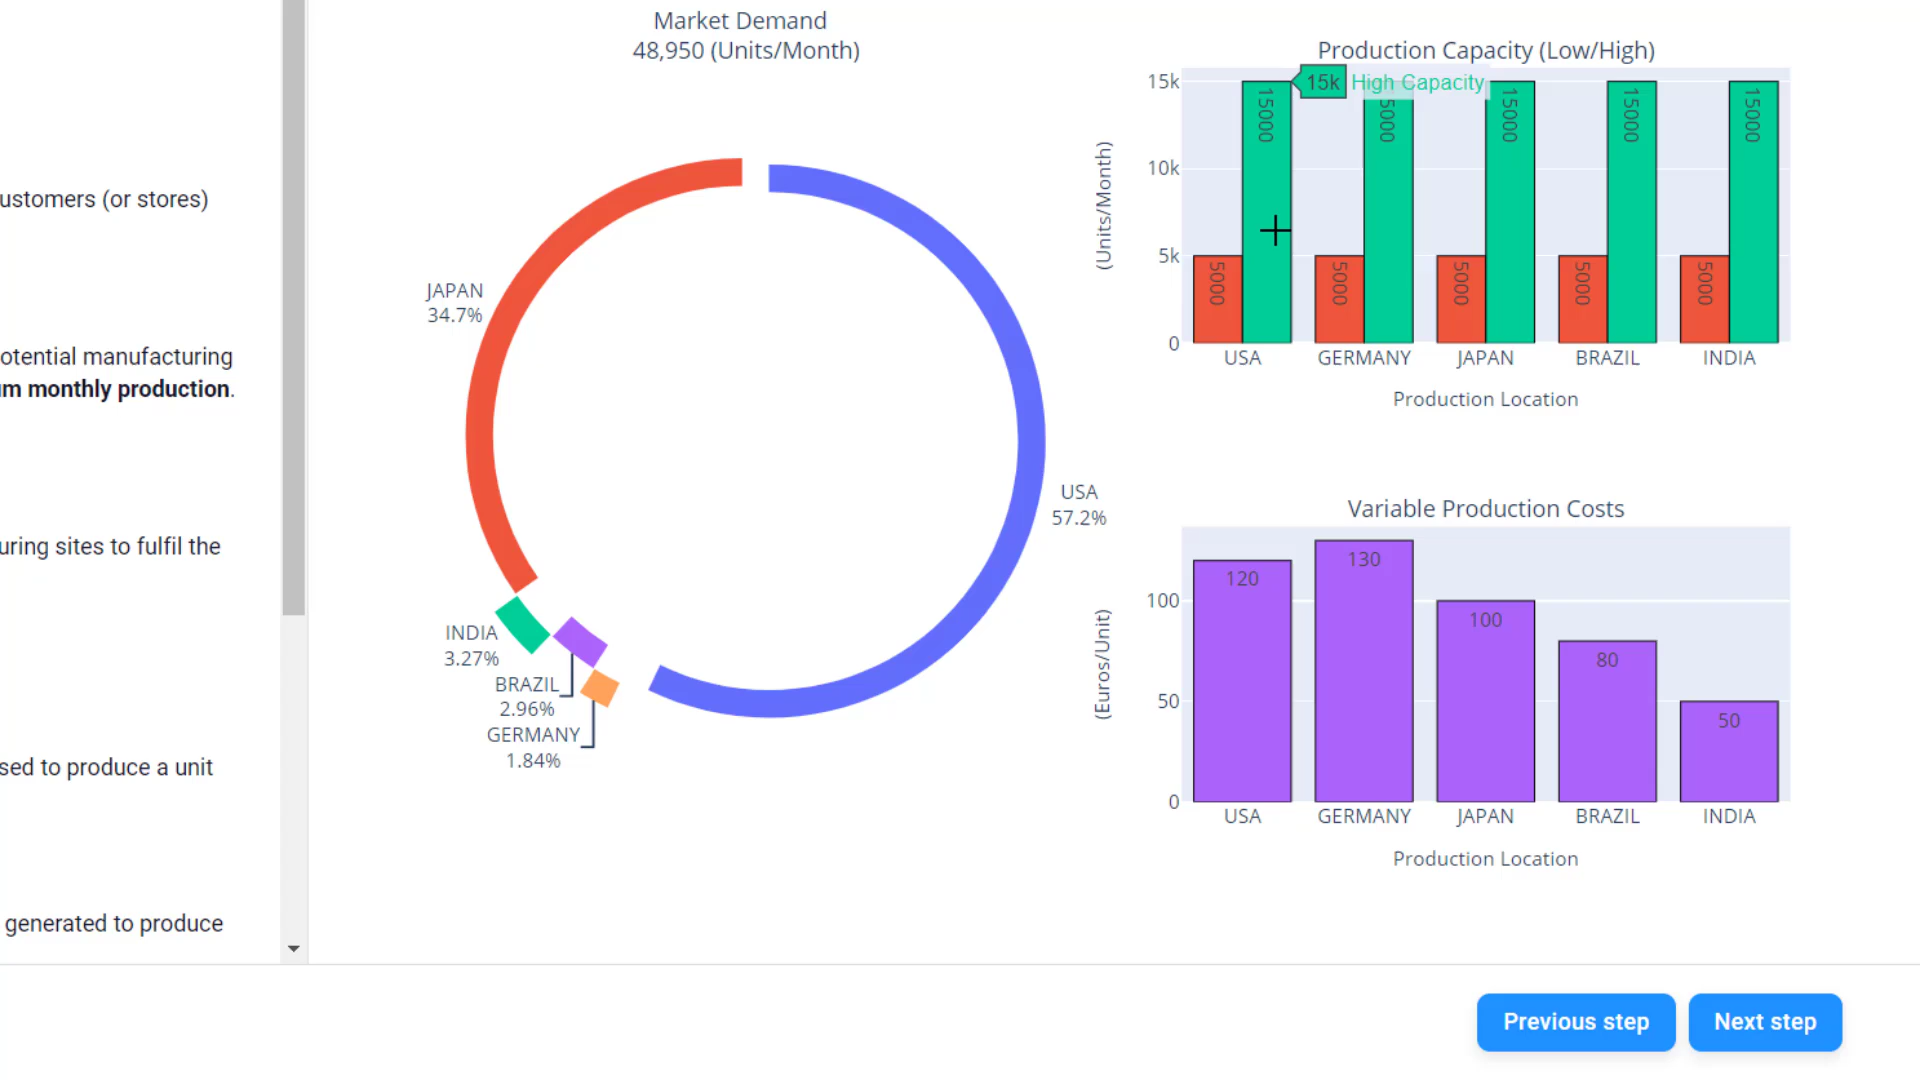 ustomers (or stores)
otential manufacturing
um monthly production.
uring sites to fulfil the
sed to produce a unit
generated to produce
Market Demand
48,950 (Units/Month)
JAPAN
34.7%
USA
57.2%
INDIA
3.27%
BRAZIL
2.96%
GERMANY
1.84%
Production Capacity (Low/High)
15k
10k
5k
0
(Units/Month)
15k High Capacity
5000
15000
5000
5000
5000
15000
5000
15000
5000
15000
USA GERMANY JAPAN BRAZIL INDIA
Production Location
Variable Production Costs
100
50
0
(Euros/Unit)
120
130
100
80
50
USA GERMANY JAPAN BRAZIL INDIA
Production Location
Previous step
Next step